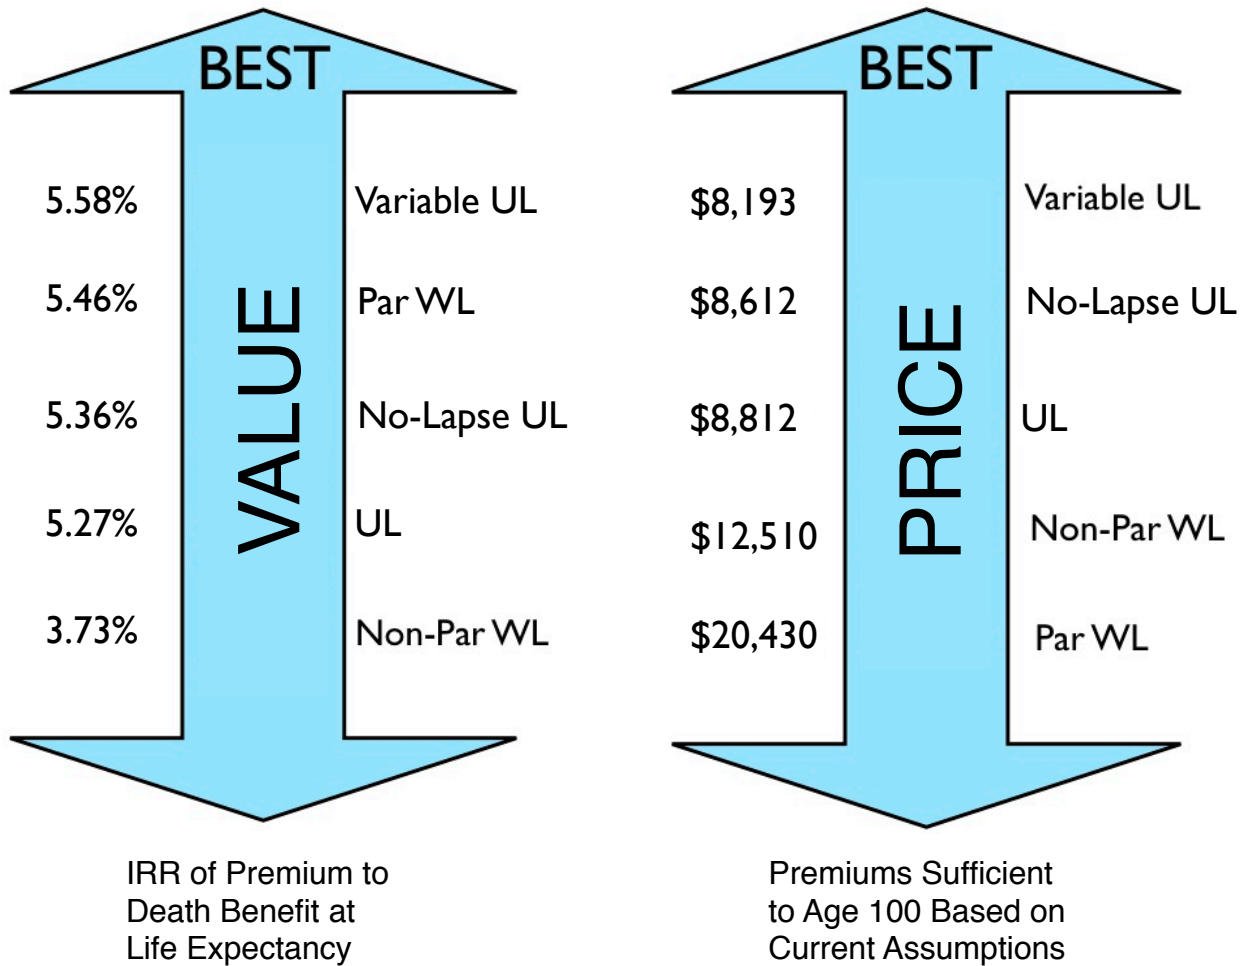 BEST
5.58% Variable UL
5.46% Par WL
5.36% No-Lapse UL
5.27% UL
3.73% Non-Par WL
VALUE
IRR of Premium to
Death Benefit at
Life Expectancy
BEST
$8,193 Variable UL
$8,612 No-Lapse UL
$8,812 UL
$12,510 Non-Par WL
$20,430 Par WL
PRICE
Premiums Sufficient
to Age 100 Based on
Current Assumptions